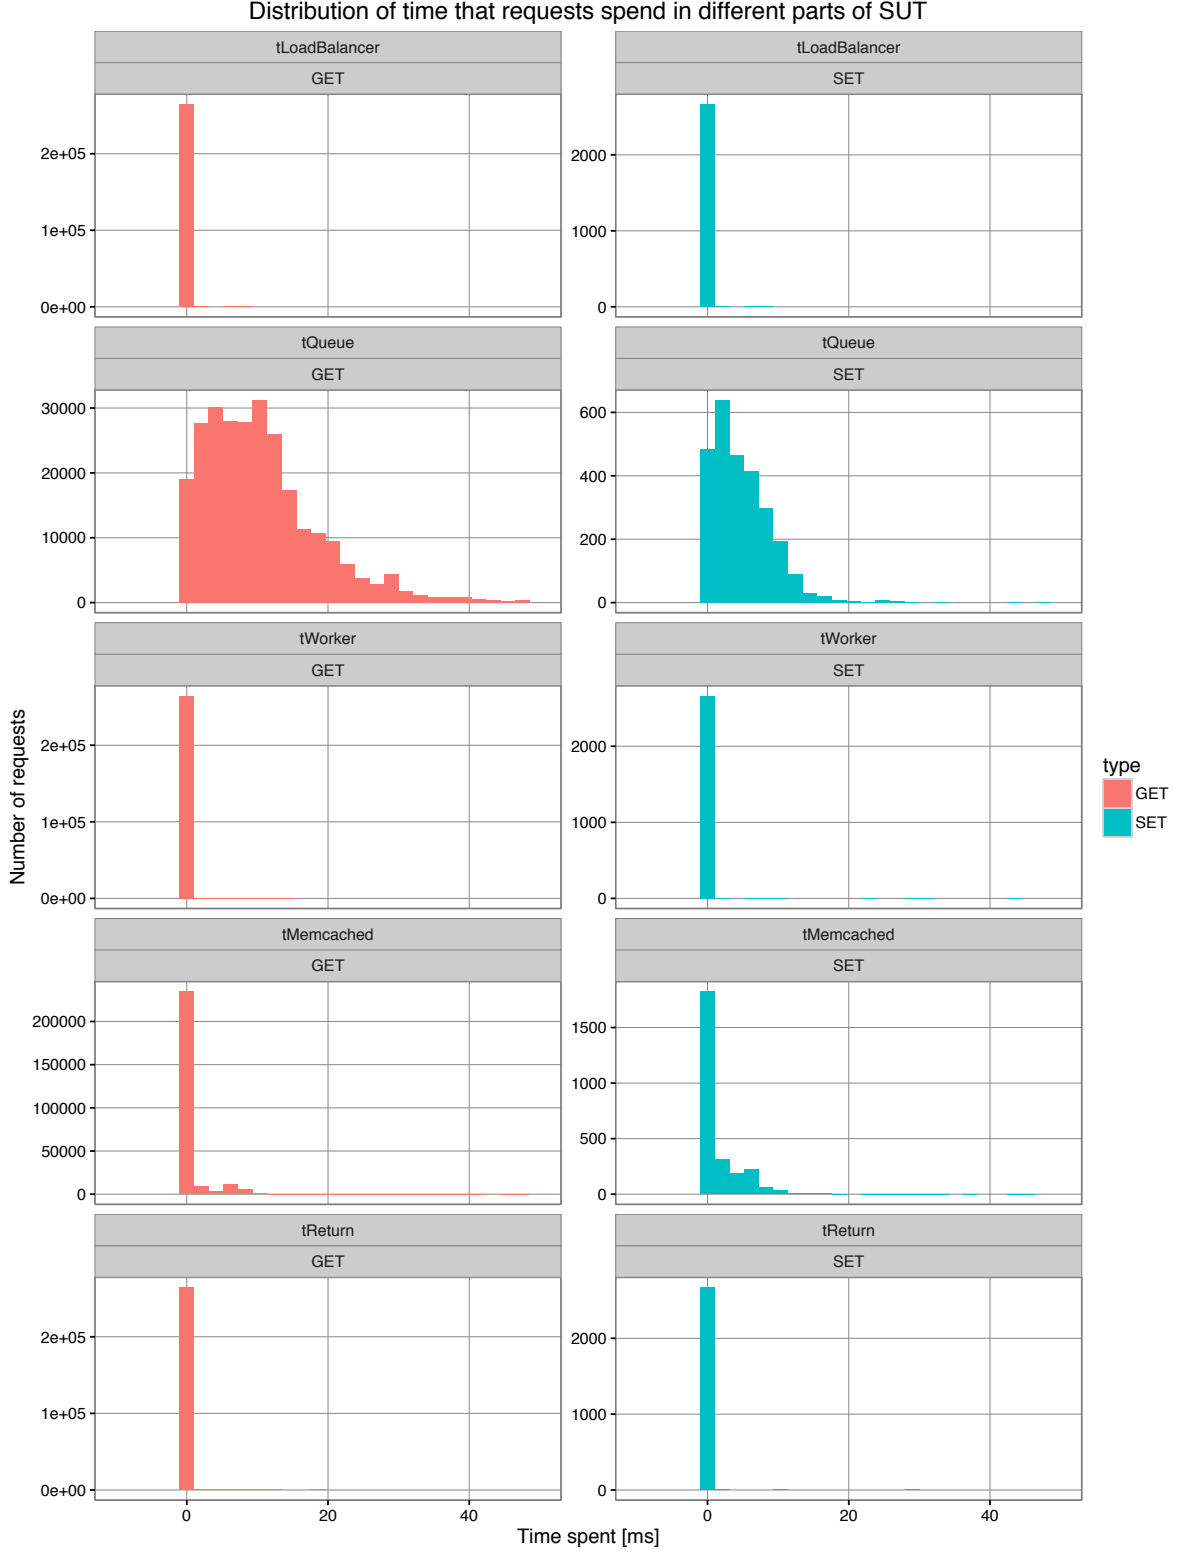 Distribution of time that requests spend in different parts of SUT
tLoadBalancer
GET
2e+05
1e+05
0e+00
tLoadBalancer
SET
2000
1000
0
tQueue
GET
30000
20000
10000
0
tQueue
SET
600
400
200
0
tWorker
GET
2e+05
1e+05
0e+00
tWorker
SET
2000
1000
0
tMemcached
GET
200000
150000
100000
50000
0
tMemcached
SET
1500
1000
500
0
tReturn
GET
2e+05
1e+05
0e+00
0 20 40
tReturn
SET
2000
1000
0
0 20 40
Time spent [ms]
Number of requests
type
GET
SET